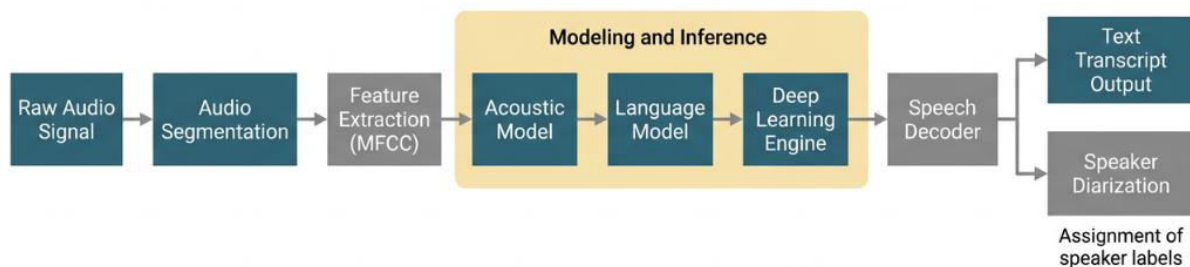 Modeling and Inference
Raw Audio
Signal
Audio
Segmentation
Feature
Extraction
(MFCC)
Acoustic
Model
Language
Model
Deep
Learning
Engine
Speech
Decoder
Text
Transcript
Output
Speaker
Diarization
Assignment of
speaker labels